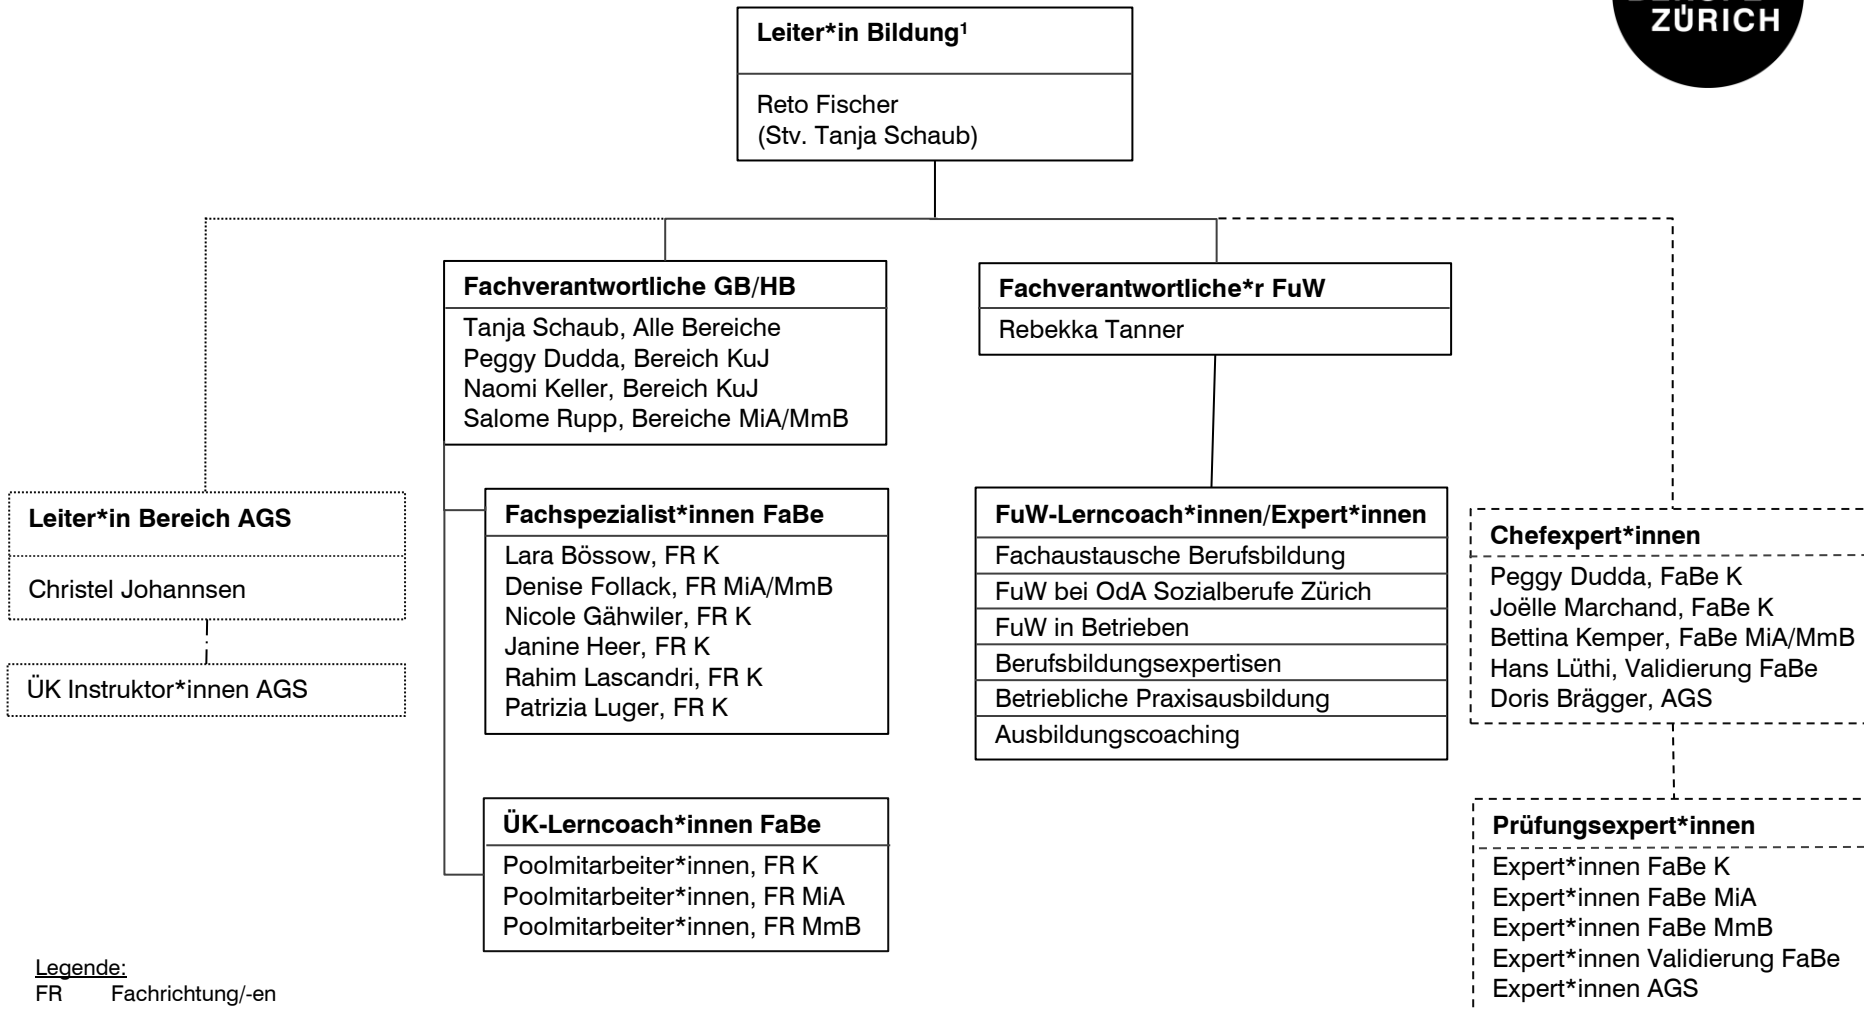 ZÜRICH
Leiter*in Bildung¹
Reto Fischer
(Stv. Tanja Schaub)
Fachverantwortliche GB/HB
Tanja Schaub, Alle Bereiche
Peggy Dudda, Bereich KuJ
Naomi Keller, Bereich KuJ
Salome Rupp, Bereiche MiA/MmB
Fachverantwortliche*r FuW
Rebekka Tanner
Leiter*in Bereich AGS
Christel Johannsen
ÜK Instruktor*innen AGS
Fachspezialist*innen FaBe
Lara Bössow, FR K
Denise Follack, FR MiA/MmB
Nicole Gähwiler, FR K
Janine Heer, FR K
Rahim Lascandri, FR K
Patrizia Luger, FR K
FuW-Lerncoach*innen/Expert*innen
Fachaustausche Berufsbildung
FuW bei OdA Sozialberufe Zürich
FuW in Betrieben
Berufsbildungsexpertisen
Betriebliche Praxisausbildung
Ausbildungscoaching
Chefexpert*innen
Peggy Dudda, FaBe K
Joëlle Marchand, FaBe K
Bettina Kemper, FaBe MiA/MmB
Hans Lüthi, Validierung FaBe
Doris Brägger, AGS
ÜK-Lerncoach*innen FaBe
Poolmitarbeiter*innen, FR K
Poolmitarbeiter*innen, FR MiA
Poolmitarbeiter*innen, FR MmB
Prüfungsexpert*innen
Expert*innen FaBe K
Expert*innen FaBe MiA
Expert*innen FaBe MmB
Expert*innen Validierung FaBe
Expert*innen AGS
Legende:
FR Fachrichtung/-en